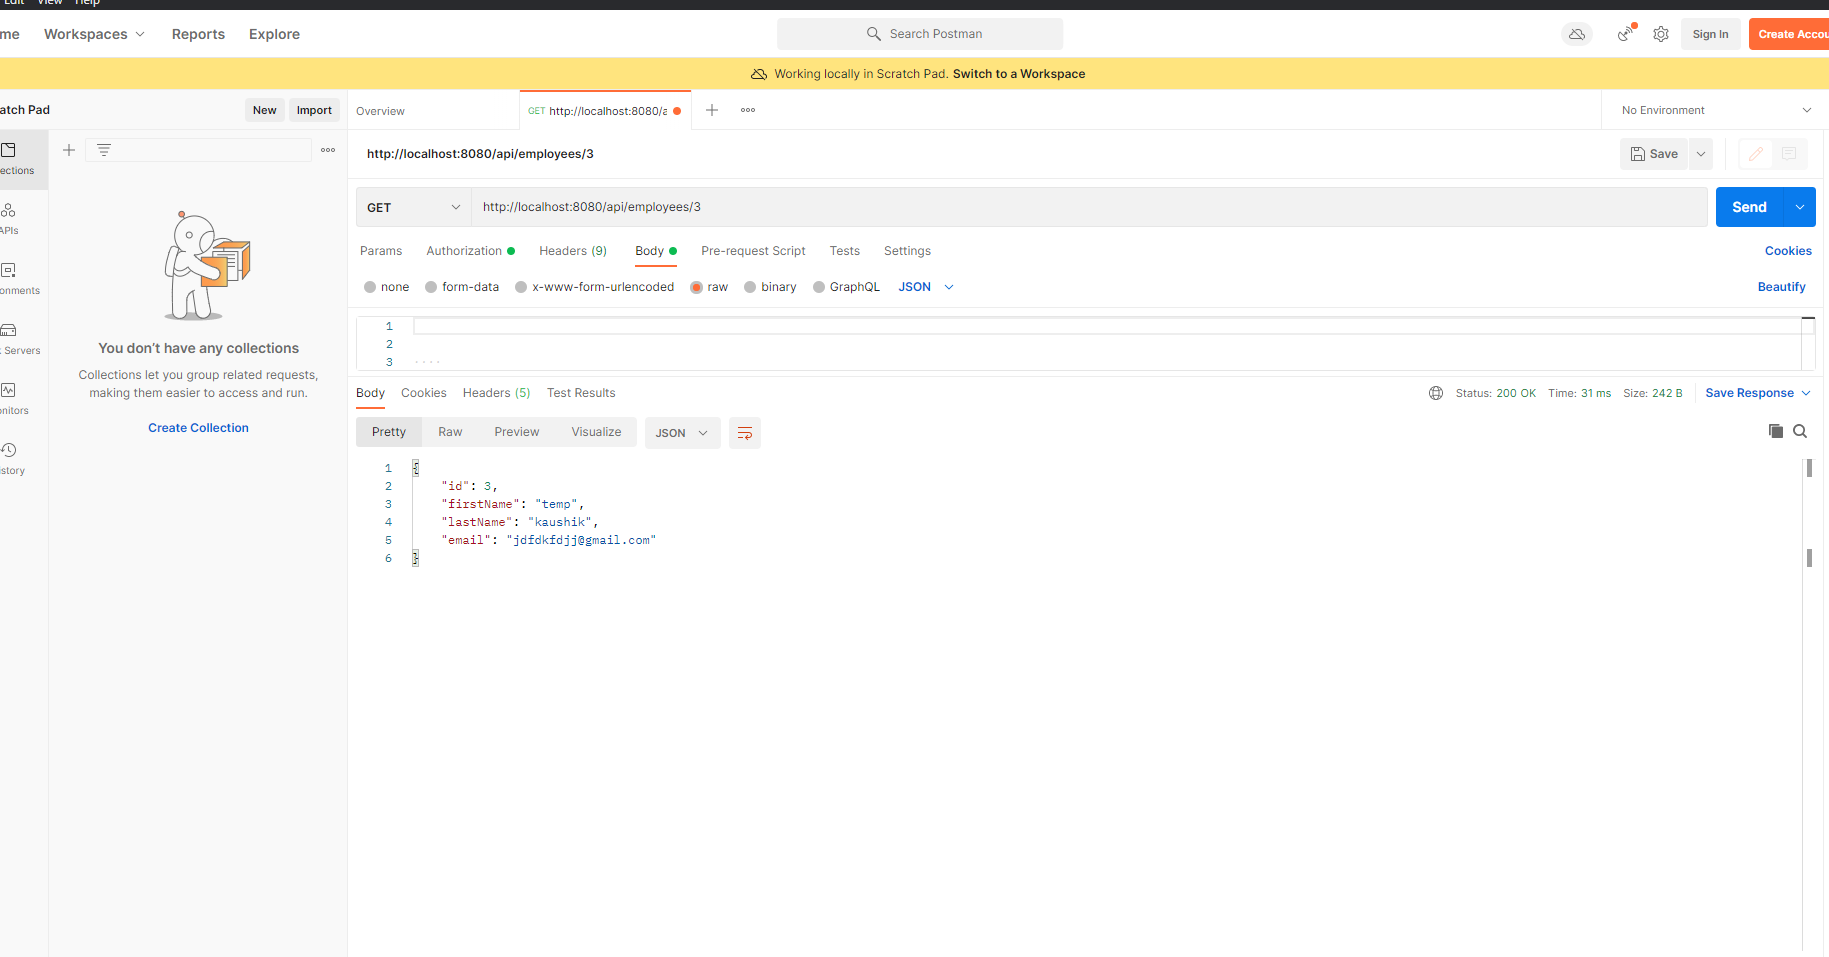 Edit View Help
me Workspaces Reports Explore Search Postman Sign In Create Accou
Working locally in Scratch Pad. Switch to a Workspace
atch Pad New Import Overview GET http://localhost:8080/a No Environment
http://localhost:8080/api/employees/3 Save
GET http://localhost:8080/api/employees/3 Send
Params Authorization Headers (9) Body Pre-request Script Tests Settings Cookies
none form-data x-www-form-urlencoded raw binary GraphQL JSON Beautify
ections
APIs
onments
Servers
onitors
istory
You don't have any collections
Collections let you group related requests,
making them easier to access and run.
Create Collection
1
2
3 ····
Body Cookies Headers (5) Test Results Status: 200 OK Time: 31 ms Size: 242 B Save Response
Pretty Raw Preview Visualize JSON
1 {
2 "id": 3,
3 "firstName": "temp",
4 "lastName": "kaushik",
5 "email": "jdfdkfdjj@gmail.com"
6 }